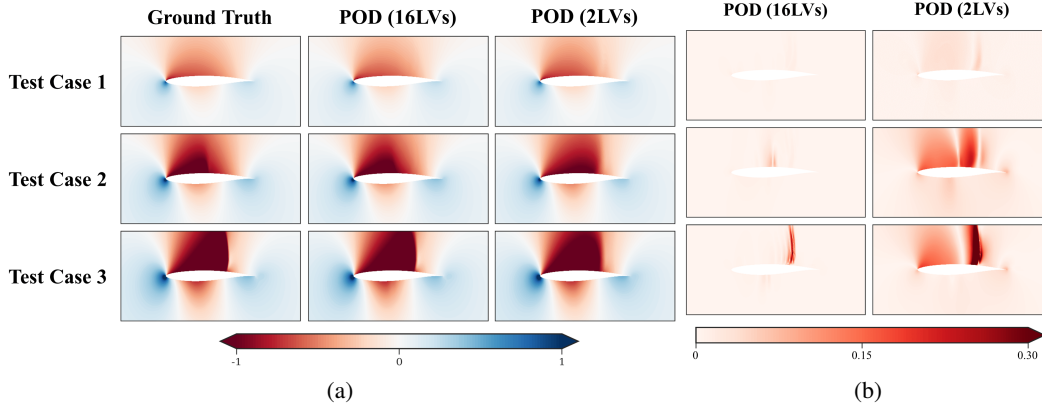 Ground Truth POD (16LVs) POD (2LVs) POD (16LVs) POD (2LVs)
Test Case 1
Test Case 2
Test Case 3
-1 0 1 0 0.15 0.30
(a) (b)